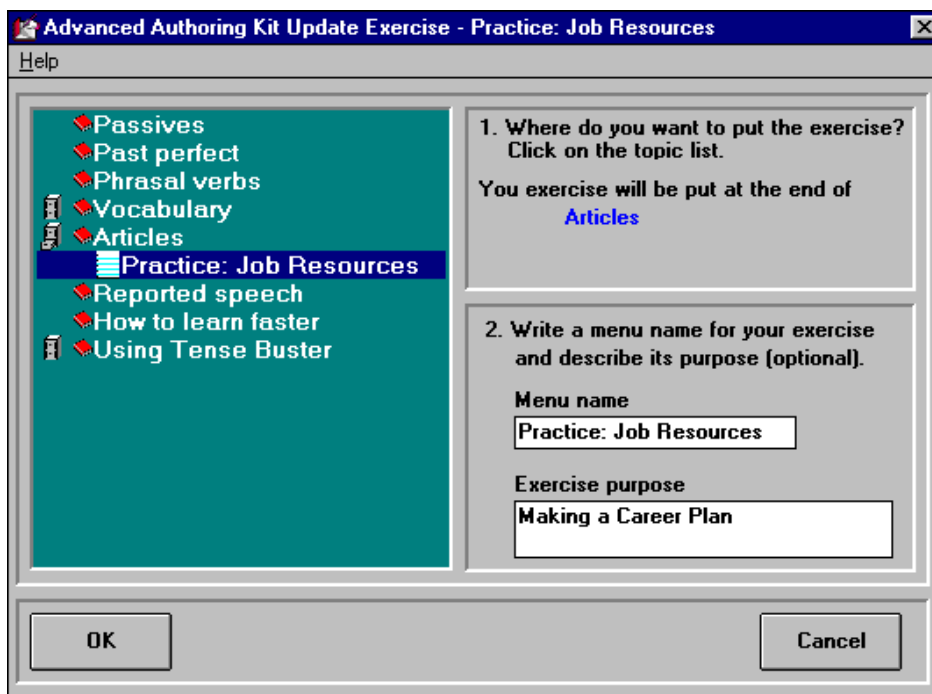 Advanced Authoring Kit Update Exercise - Practice: Job Resources
Help
Passives
Past perfect
Phrasal verbs
Vocabulary
Articles
Practice: Job Resources
Reported speech
How to learn faster
Using Tense Buster
1. Where do you want to put the exercise?
Click on the topic list.
You exercise will be put at the end of
Articles
2. Write a menu name for your exercise
and describe its purpose (optional).
Menu name
Practice: Job Resources
Exercise purpose
Making a Career Plan
OK
Cancel